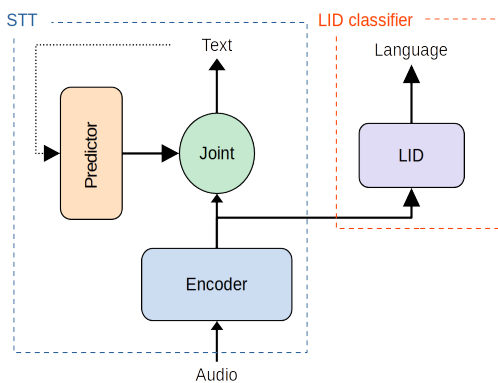 STT
LID classifier
Text
Language
Predictor
Joint
LID
Encoder
Audio